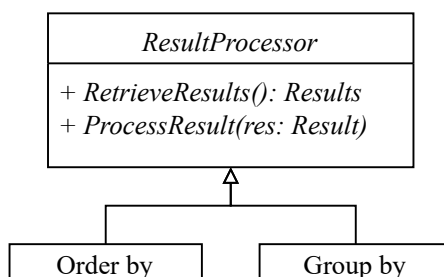 ResultProcessor
+ RetrieveResults(): Results
+ ProcessResult(res: Result)
Order by
Group by